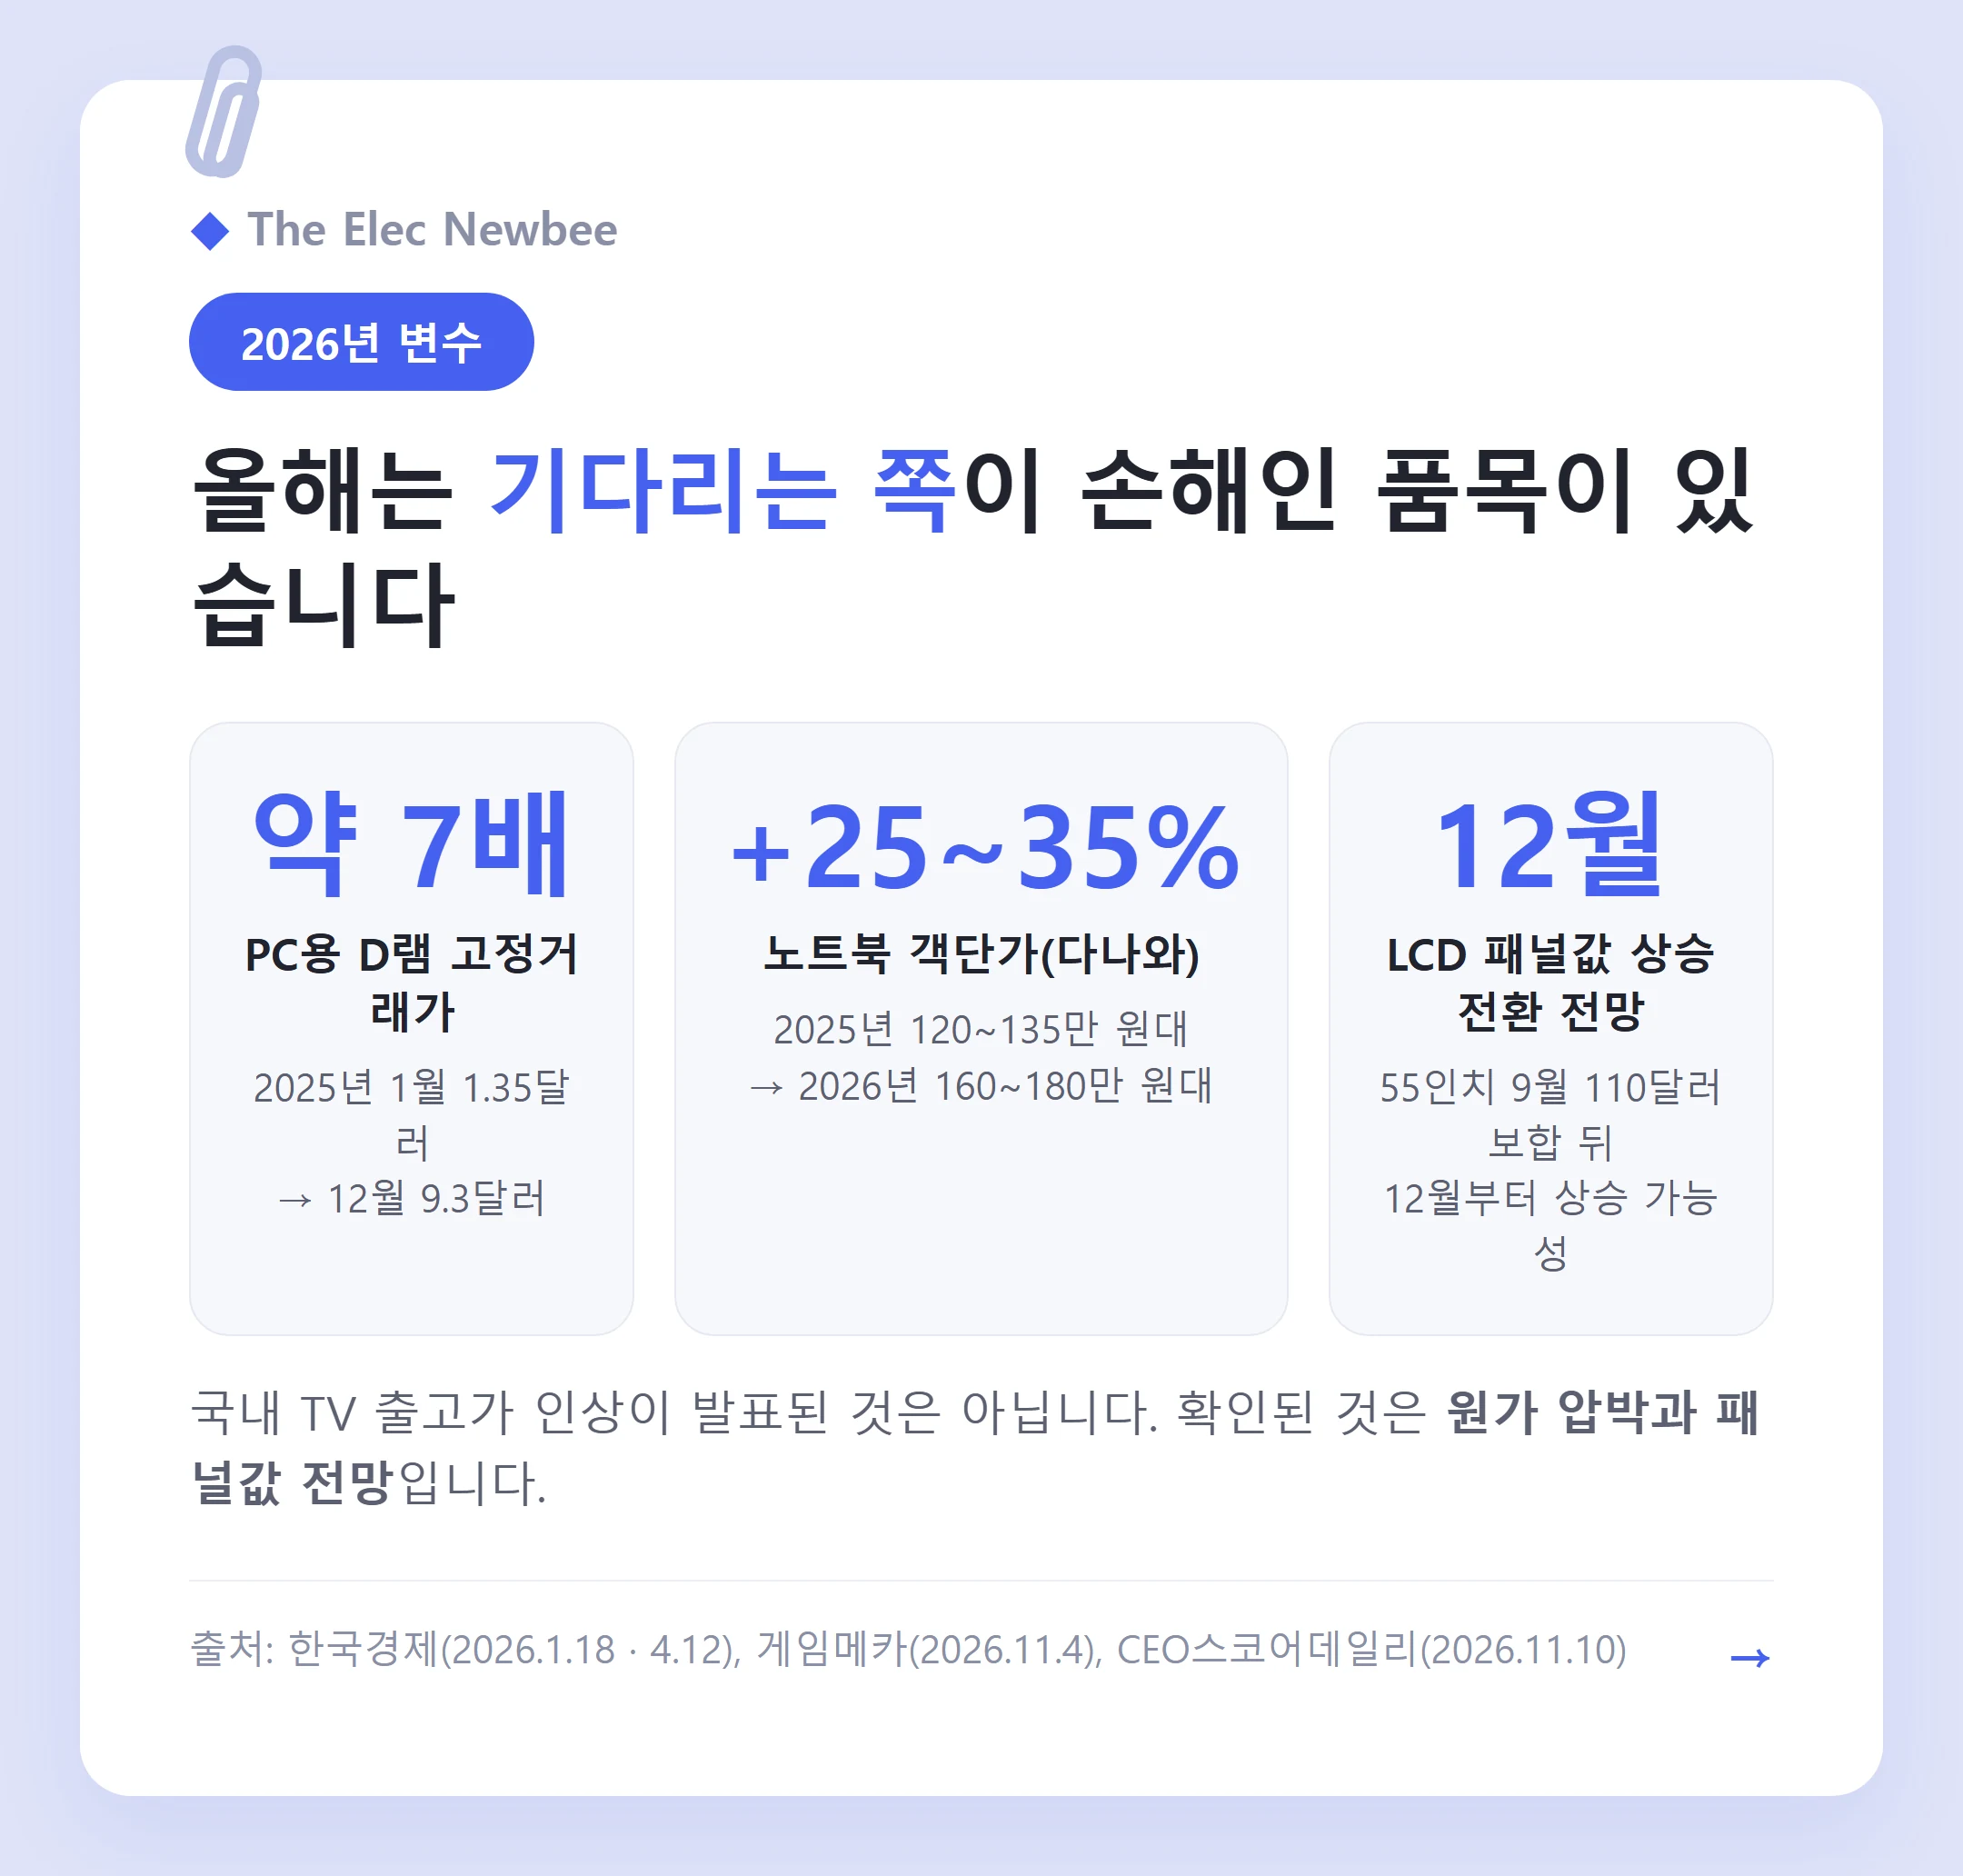 The Elec Newbee
2026년 변수
올해는 기다리는 쪽이 손해인 품목이 있
습니다
약 7배
PC용 D램 고정거
래가
2025년 1월 1.35달
러
→ 12월 9.3달러
+25~35%
노트북 객단가(다나와)
2025년 120~135만 원대
→ 2026년 160~180만 원대
12월
LCD 패널값 상승
전환 전망
55인치 9월 110달러
보합 뒤
12월부터 상승 가능
성
국내 TV 출고가 인상이 발표된 것은 아닙니다. 확인된 것은 원가 압박과 패
널값 전망입니다.
출처: 한국경제(2026.1.18 · 4.12), 게임메카(2026.11.4), CEO스코어데일리(2026.11.10)
→